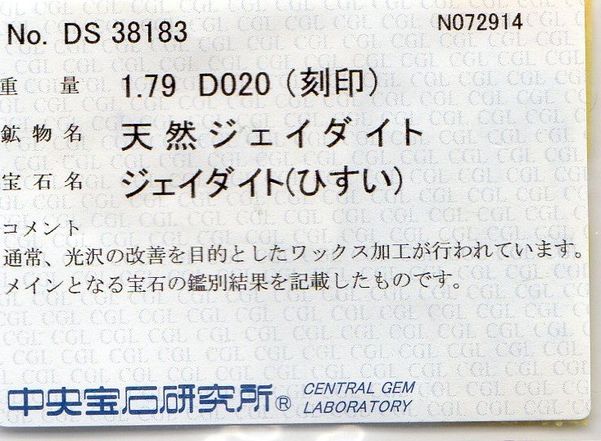 No. DS 38183
N072914
重量 1.79 D020 (刻印)
鉱物名 天然ジェイダイト
宝石名 ジェイダイト(ひすい)
コメント
通常、光沢の改善を目的としたワックス加工が行われています。
メインとなる宝石の鑑別結果を記載したものです。
中央宝石研究所® CENTRAL GEM
LABORATORY